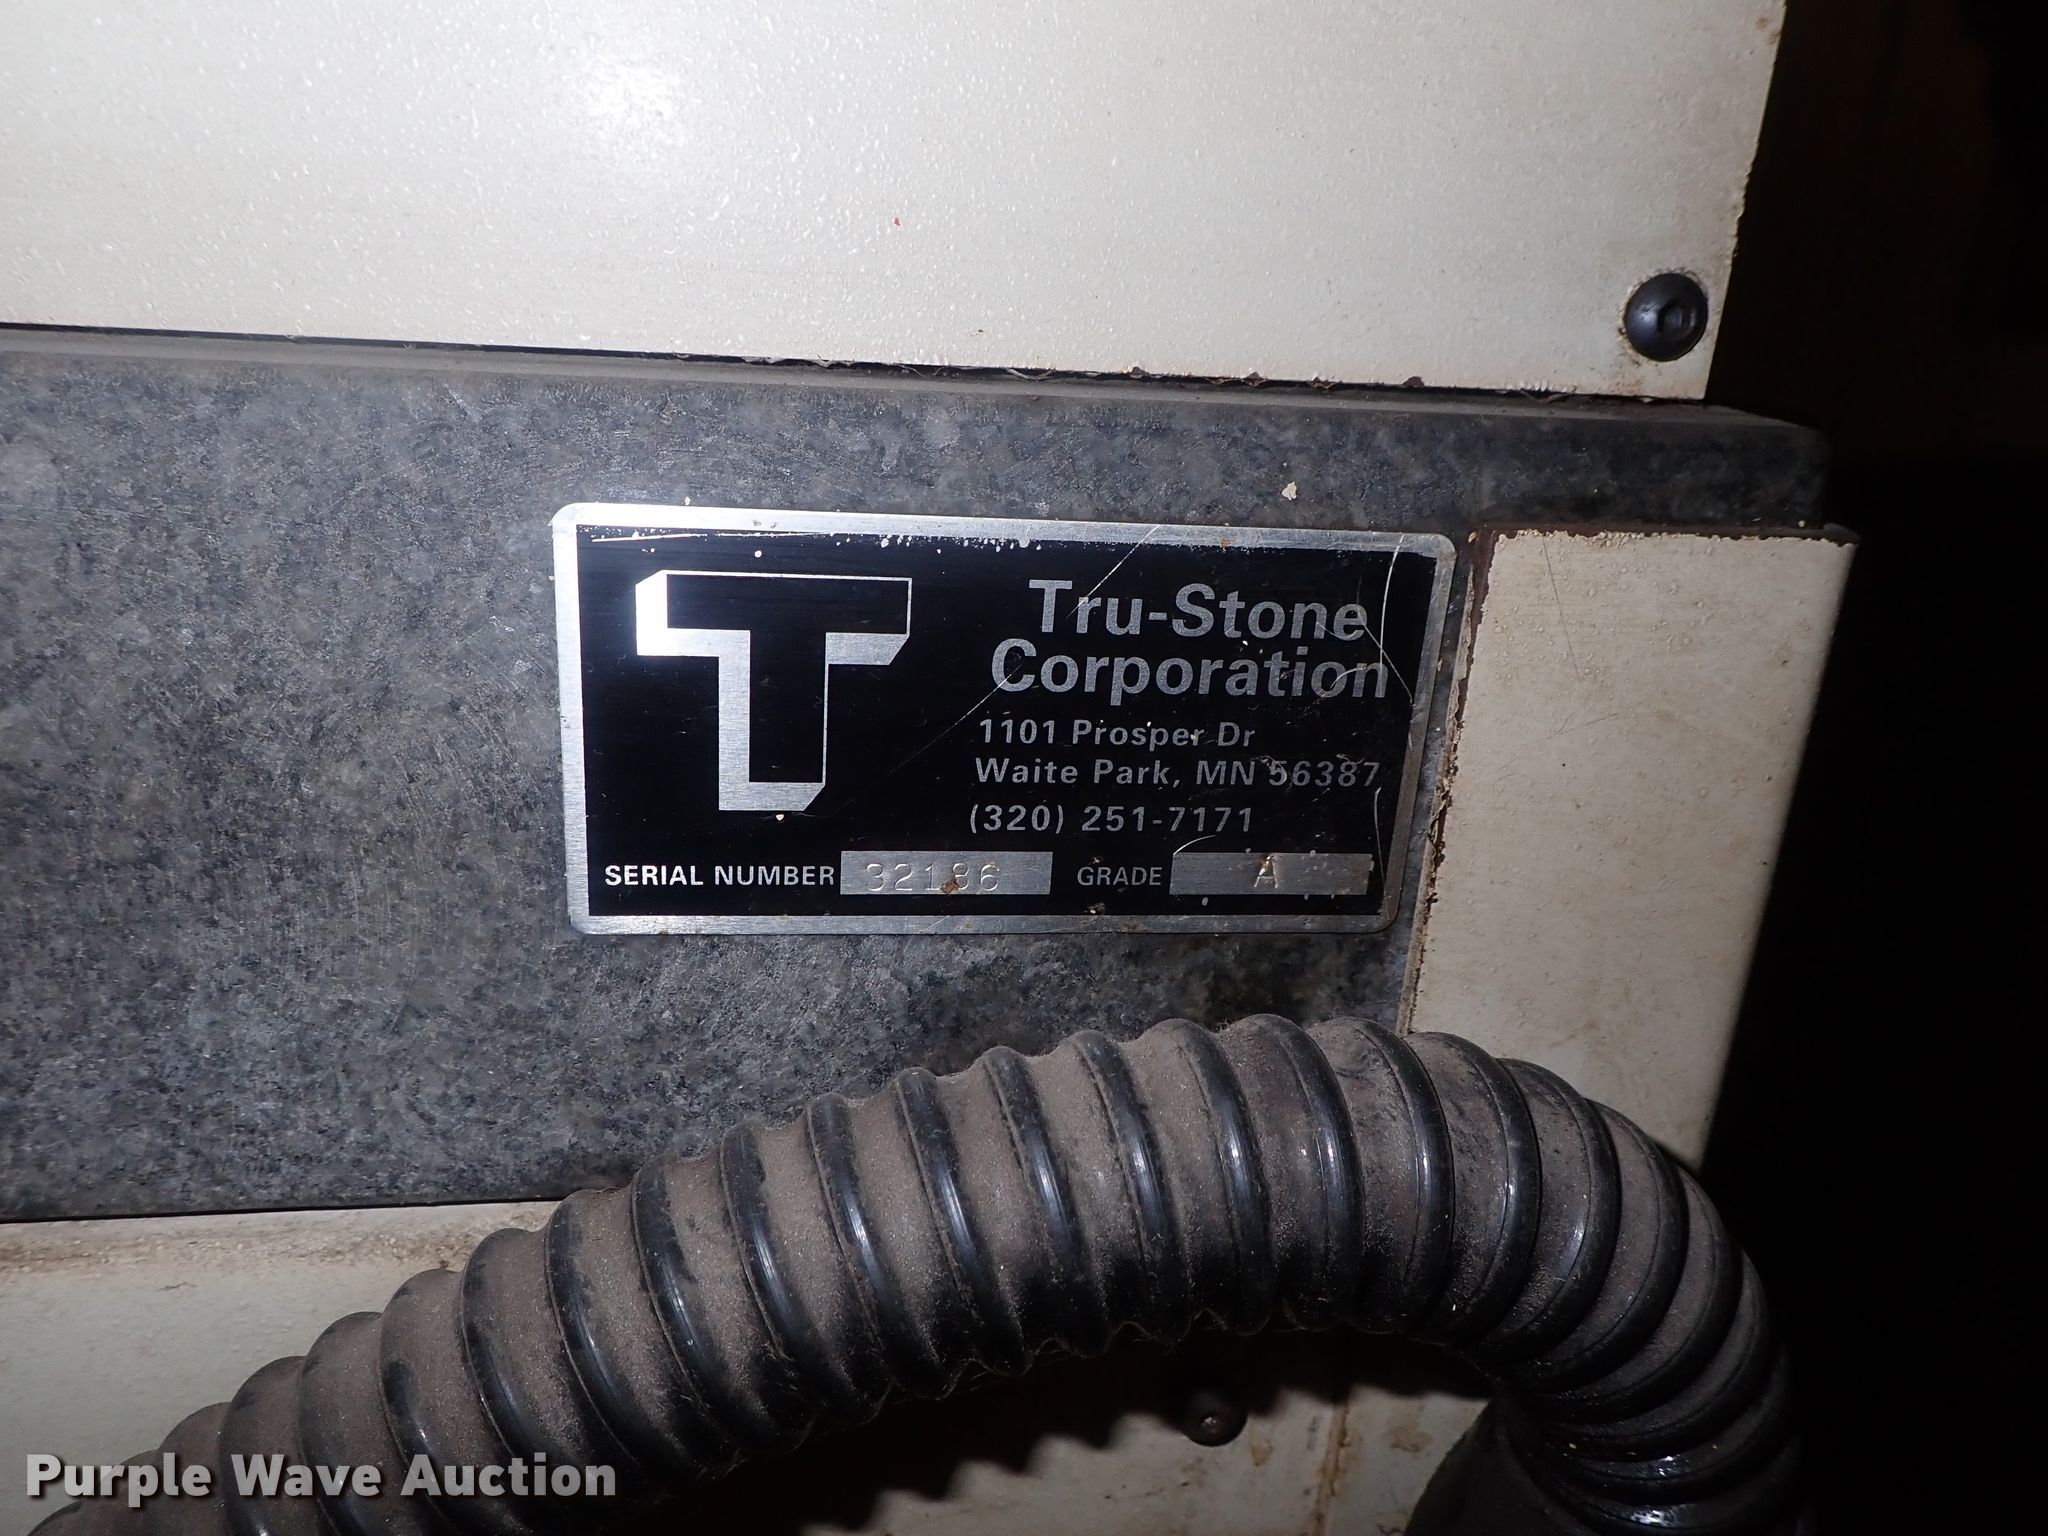 T
Tru-Stone
Corporation
1101 Prosper Dr
Waite Park, MN 56387
(320) 251-7171
SERIAL NUMBER 32186 GRADE A
Purple Wave Auction